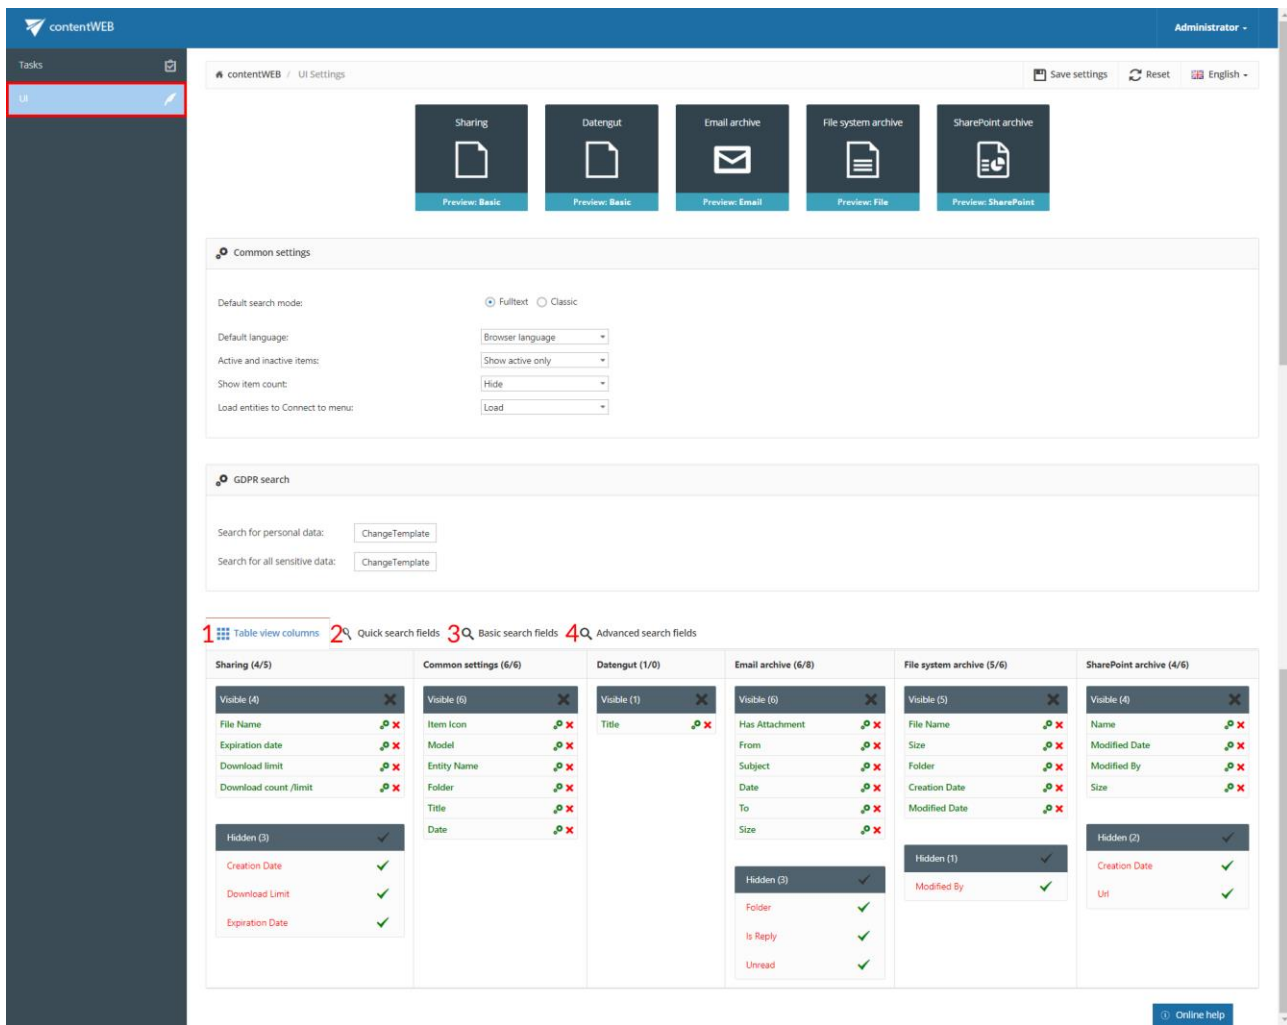 contentWEB
Administrator
Tasks
UI
contentWEB / UI Settings
Save settings
Reset
English
Sharing
Preview: Basic
Datengut
Preview: Basic
Email archive
Preview: Email
File system archive
Preview: File
SharePoint archive
Preview: SharePoint
Common settings
Default search mode: Fulltext Classic
Default language: Browser language
Active and inactive items: Show active only
Show item count: Hide
Load entities to Connect to menu: Load
GDPR search
Search for personal data: ChangeTemplate
Search for all sensitive data: ChangeTemplate
1 Table view columns 2 Quick search fields 3 Basic search fields 4 Advanced search fields
Sharing (4/5)
Visible (4)
File Name
Expiration date
Download limit
Download count /limit
Hidden (3)
Creation Date
Download Limit
Expiration Date
Common settings (6/6)
Visible (6)
Item Icon
Model
Entity Name
Folder
Title
Date
Datengut (1/0)
Visible (1)
Title
Email archive (6/8)
Visible (6)
Has Attachment
From
Subject
Date
To
Size
Hidden (3)
Folder
Is Reply
Unread
File system archive (5/6)
Visible (5)
File Name
Size
Folder
Creation Date
Modified Date
Hidden (1)
Modified By
SharePoint archive (4/6)
Visible (4)
Name
Modified Date
Modified By
Size
Hidden (2)
Creation Date
Url
Online help